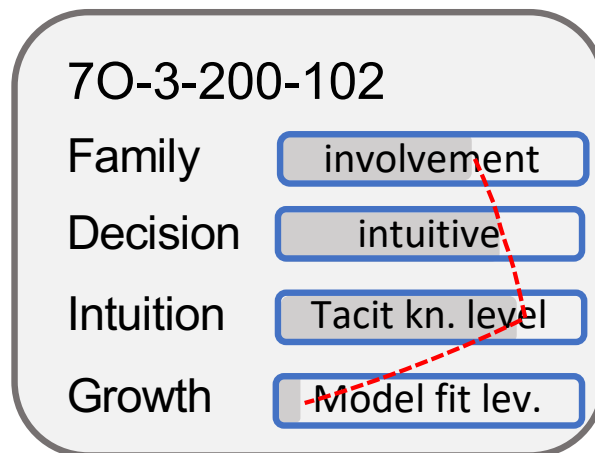 7O-3-200-102
Family involvement
Decision intuitive
Intuition Tacit kn. level
Growth Model fit lev.